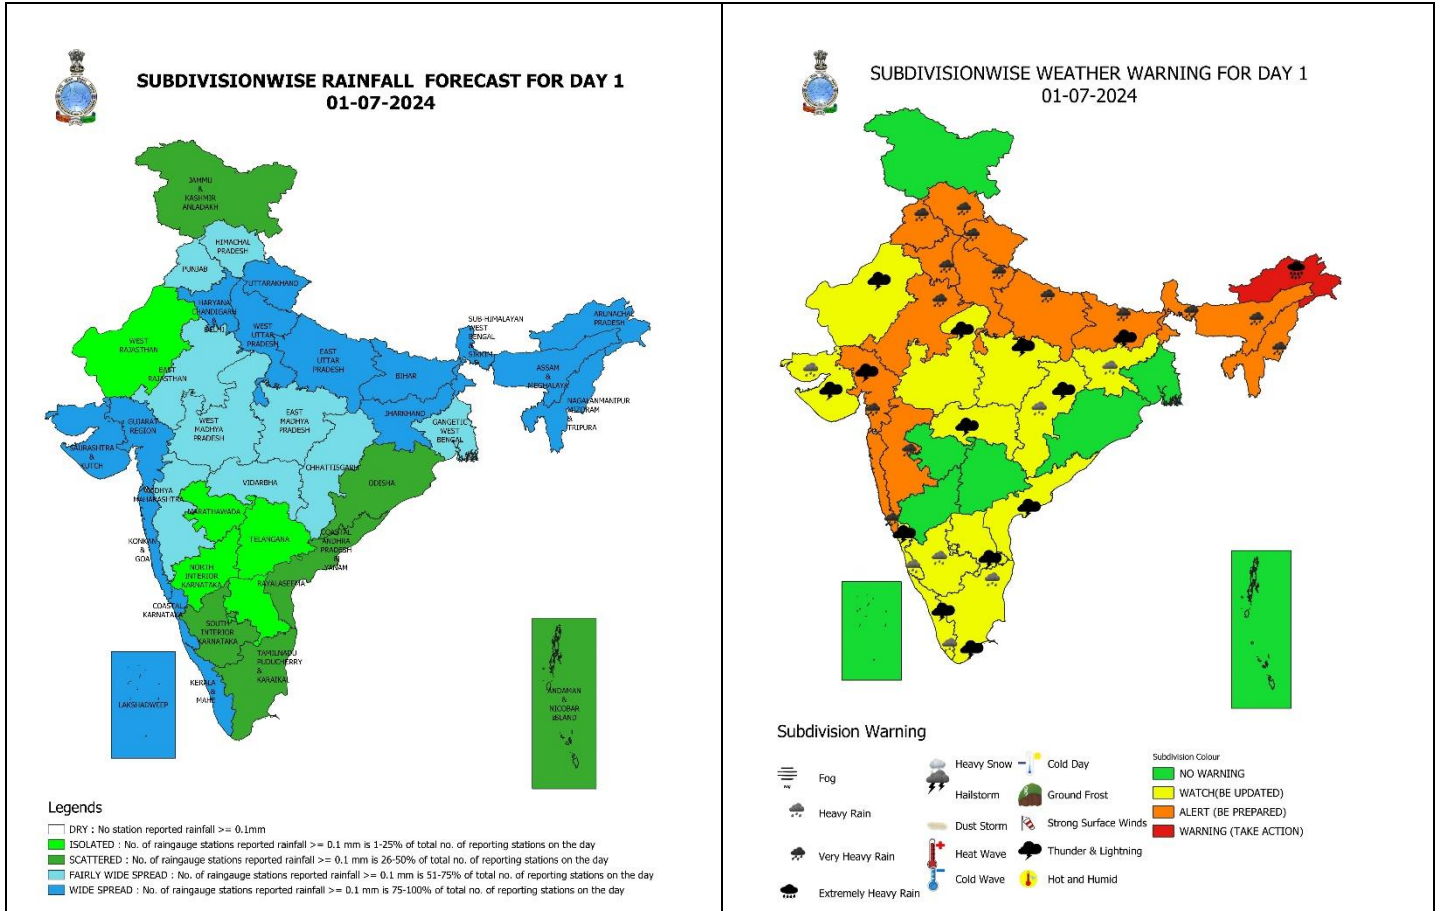 SUBDIVISIONWISE RAINFALL FORECAST FOR DAY 1
01-07-2024
JAMMU
&
KASHMIR
ANLADAKH
HIMACHAL
PRADESH
PUNJAB
UTTARAKHAND
HARYANA
CHANDIGARH
&
DELHI
WEST
UTTAR
PRADESH
SUB-HIMALAYAN
WEST
BENGAL
&
SIKKIM
ARUNACHAL
PRADESH
WEST
RAJASTHAN
EAST
RAJASTHAN
EAST
UTTAR
PRADESH
BIHAR
ASSAM
&
MEGHALAYA
NAGALANMANIPUR
MIZORAM
&
TRIPURA
GUJARAT
REGION
WEST
MADHYA
PRADESH
EAST
MADHYA
PRADESH
JHARKHAND
GANGETIC
WEST
BENGAL
SAURASHTRA
&
KUTCH
CHHATTISGARH
VIDARBHA
ODISHA
MADHYA
MAHARASHTRA
MARATHAWADA
KONKAN
&
GOA
TELANGANA
COASTAL
ANDHRA
PRADESH
&
YANAM
NORTH
INTERIOR
KARNATAKA
RAYALASEEMA
COASTAL
KARNATAKA
SOUTH
INTERIOR
KARNATAKA
TAMILNADU
PUDUCHERRY
&
KARAIKAL
KERALA
&
MAHE
LAKSHADWEEP
ANDAMAN
&
NICOBAR
ISLAND
Legends
DRY : No station reported rainfall >= 0.1mm
ISOLATED : No. of raingauge stations reported rainfall >= 0.1 mm is 1-25% of total no. of reporting stations on the day
SCATTERED : No. of raingauge stations reported rainfall >= 0.1 mm is 26-50% of total no. of reporting stations on the day
FAIRLY WIDE SPREAD : No. of raingauge stations reported rainfall >= 0.1 mm is 51-75% of total no. of reporting stations on the day
WIDE SPREAD : No. of raingauge stations reported rainfall >= 0.1 mm is 75-100% of total no. of reporting stations on the day
SUBDIVISIONWISE WEATHER WARNING FOR DAY 1
01-07-2024
Subdivision Warning
Fog
Heavy Rain
Very Heavy Rain
Extremely Heavy Rain
Heavy Snow
Hailstorm
Dust Storm
Heat Wave
Cold Wave
Cold Day
Ground Frost
Strong Surface Winds
Thunder & Lightning
Hot and Humid
Subdivision Colour
NO WARNING
WATCH(BE UPDATED)
ALERT (BE PREPARED)
WARNING (TAKE ACTION)